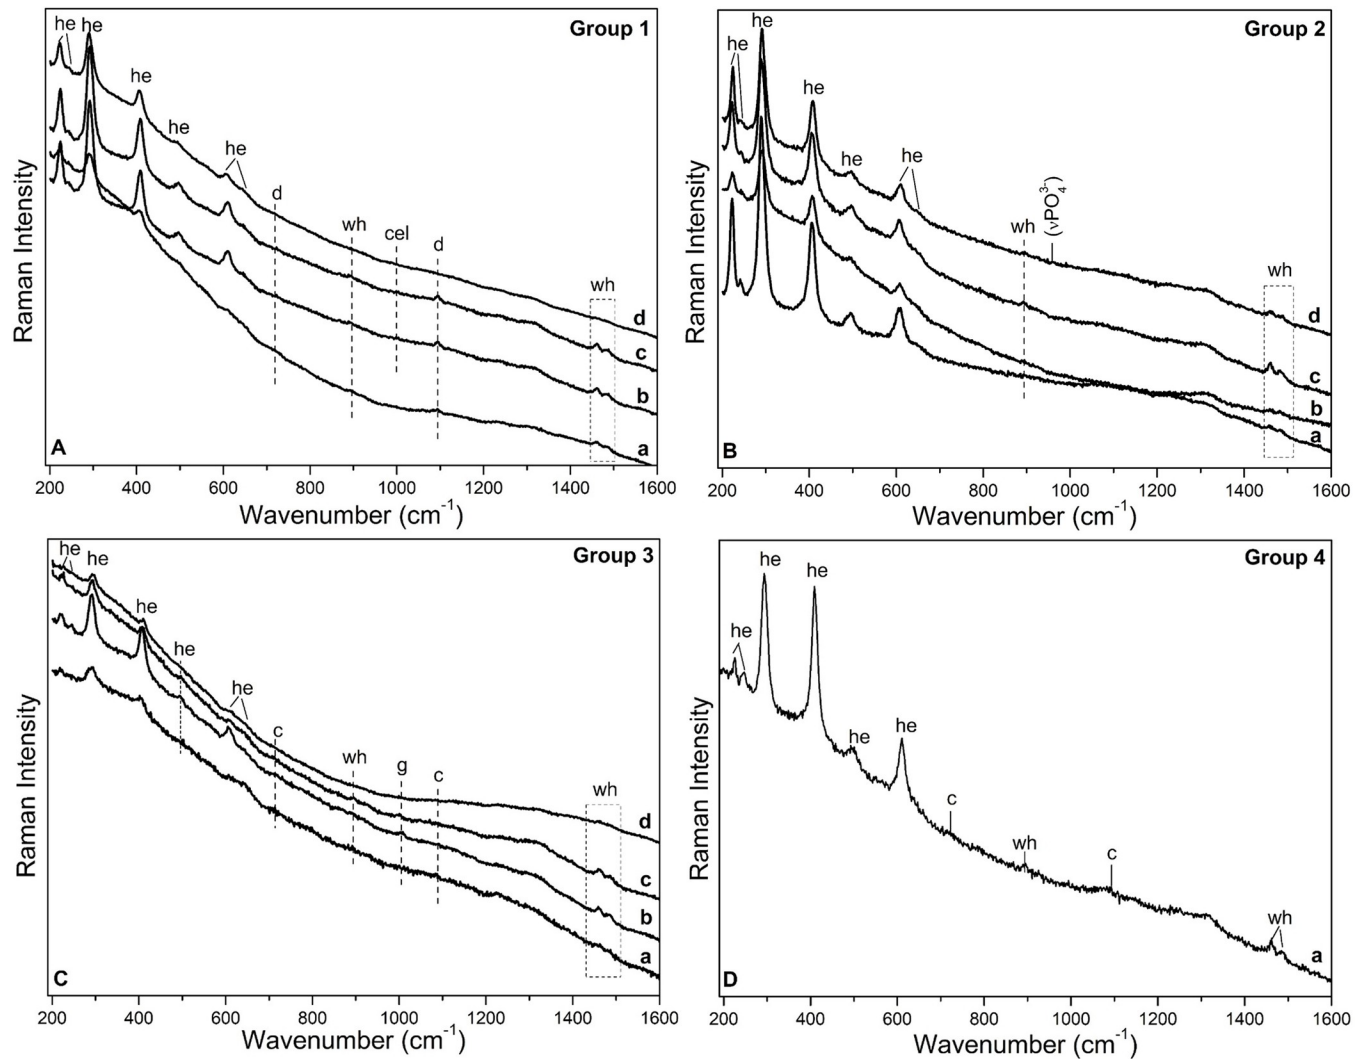 Group 1
he
he
he
he
he
d
wh
cel
d
wh
d
c
b
a
A
Raman Intensity
200 400 600 800 1000 1200 1400 1600
Wavenumber (cm-1)
Group 2
he
he
he
he
he
wh
(νPO4 3-)
wh
d
c
b
a
B
Raman Intensity
200 400 600 800 1000 1200 1400 1600
Wavenumber (cm-1)
Group 3
he
he
he
he
he
c
wh
g
c
wh
d
c
b
a
C
Raman Intensity
200 400 600 800 1000 1200 1400 1600
Wavenumber (cm-1)
Group 4
he
he
he
he
he
c
wh
c
wh
a
D
Raman Intensity
200 400 600 800 1000 1200 1400 1600
Wavenumber (cm-1)